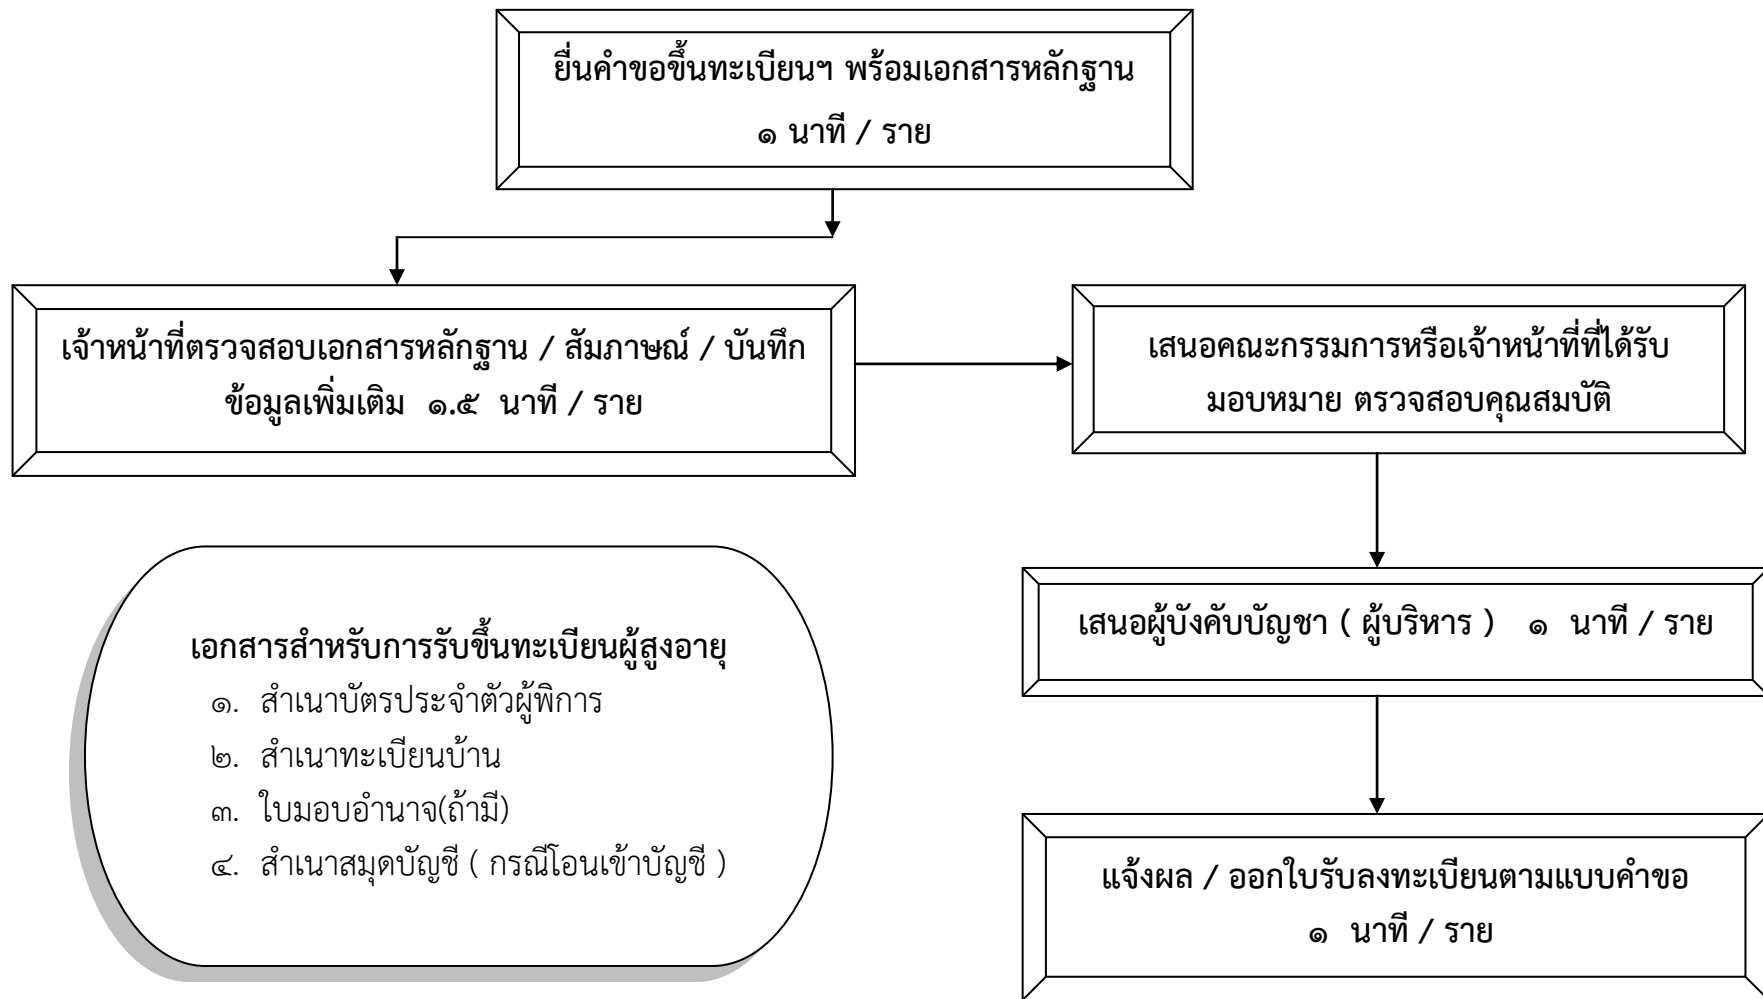 ยื่นคำขอขึ้นทะเบียนฯ พร้อมเอกสารหลักฐาน
๑ นาที / ราย
เจ้าหน้าที่ตรวจสอบเอกสารหลักฐาน / สัมภาษณ์ / บันทึก
ข้อมูลเพิ่มเติม ๑.๕ นาที / ราย
เสนอคณะกรรมการหรือเจ้าหน้าที่ที่ได้รับ
มอบหมาย ตรวจสอบคุณสมบัติ
เสนอผู้บังคับบัญชา ( ผู้บริหาร ) ๑ นาที / ราย
เอกสารสำหรับการรับขึ้นทะเบียนผู้สูงอายุ
๑. สำเนาบัตรประจำตัวผู้พิการ
๒. สำเนาทะเบียนบ้าน
๓. ใบมอบอำนาจ(ถ้ามี)
๔. สำเนาสมุดบัญชี ( กรณีโอนเข้าบัญชี )
แจ้งผล / ออกใบรับลงทะเบียนตามแบบคำขอ
๑ นาที / ราย